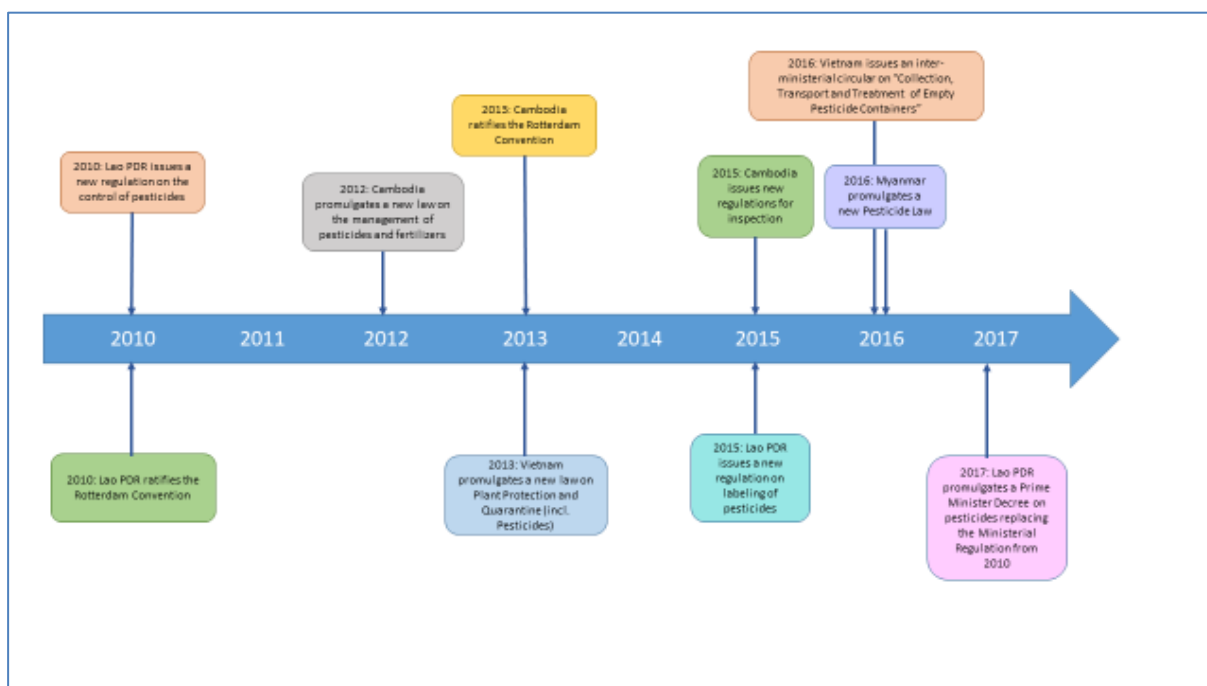 2016: Vietnam issues an inter-
ministerial circular on "Collection,
Transport and Treatment of Empty
Pesticide Containers"
2013: Cambodia
ratifies the Rotterdam
Convention
2010: Lao PDR issues a
new regulation on the
control of pesticides
2012: Cambodia
promulgates a new law on
the management of
pesticides and fertilizers
2015: Cambodia
issues new
regulations for
inspection
2016: Myanmar
promulgates a
new Pesticide Law
2010 2011 2012 2013 2014 2015 2016 2017
2010: Lao PDR ratifies the
Rotterdam Convention
2013: Vietnam
promulgates a new law on
Plant Protection and
Quarantine (incl.
Pesticides)
2015: Lao PDR
issues a new
regulation on
labeling of
pesticides
2017: Lao PDR
promulgates a Prime
Minister Decree on
pesticides replacing
the Ministerial
Regulation from
2010